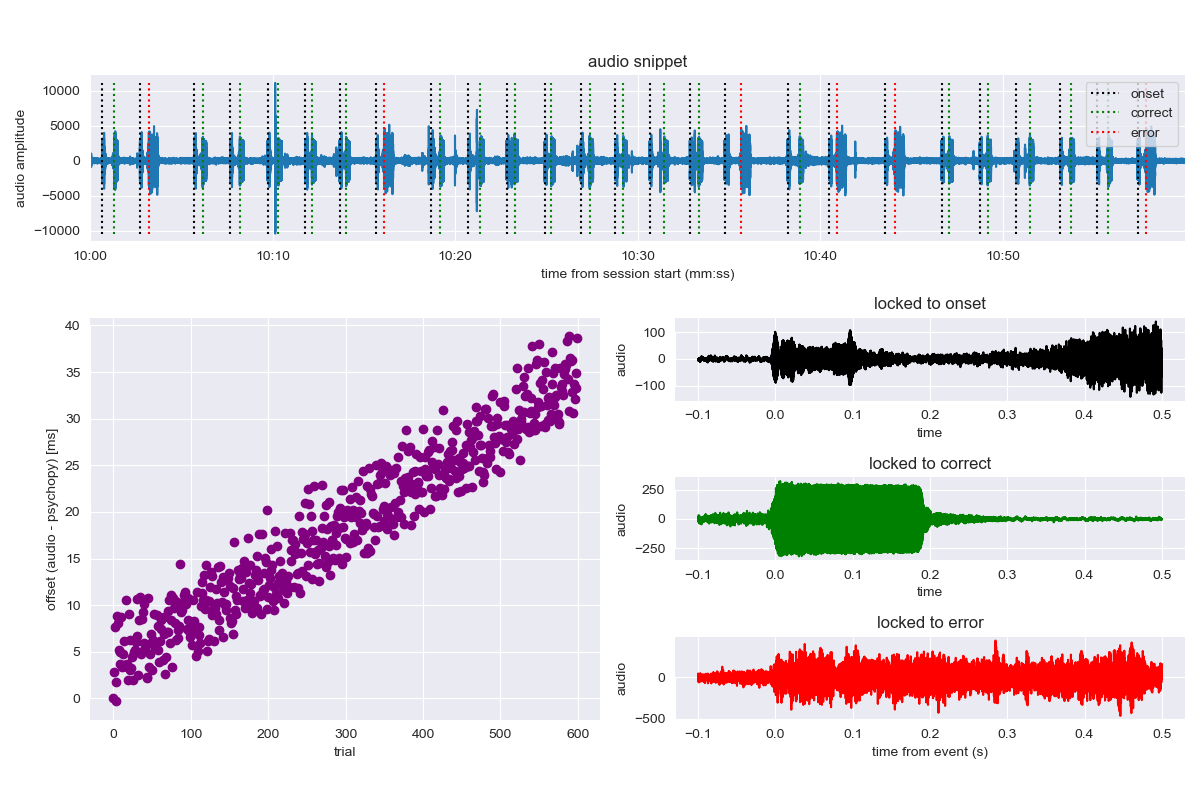 audio snippet
audio amplitude
10000
5000
0
−5000
−10000
onset
correct
error
10:00 10:10 10:20 10:30 10:40 10:50
time from session start (mm:ss)
offset (audio - psychopy) [ms]
40
35
30
25
20
15
10
5
0
0 100 200 300 400 500 600
trial
locked to onset
audio
100
0
−100
−0.1 0.0 0.1 0.2 0.3 0.4 0.5
time
locked to correct
audio
250
0
−250
−0.1 0.0 0.1 0.2 0.3 0.4 0.5
time
locked to error
audio
0
−500
−0.1 0.0 0.1 0.2 0.3 0.4 0.5
time from event (s)